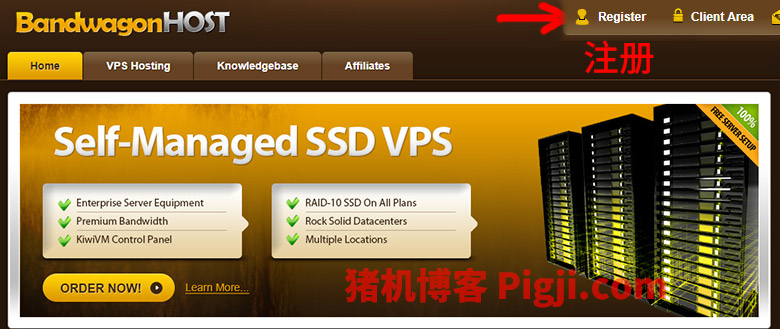 BandwagonHOST
Register
Client Area
注册
Home
VPS Hosting
Knowledgebase
Affiliates
Self-Managed SSD VPS
100%
FREE SERVER SETUP
Enterprise Server Equipment
Premium Bandwidth
KiwiVM Control Panel
RAID-10 SSD On All Plans
Rock Solid Datacenters
Multiple Locations
ORDER NOW!
Learn More...
猪机博客 Pigji.com